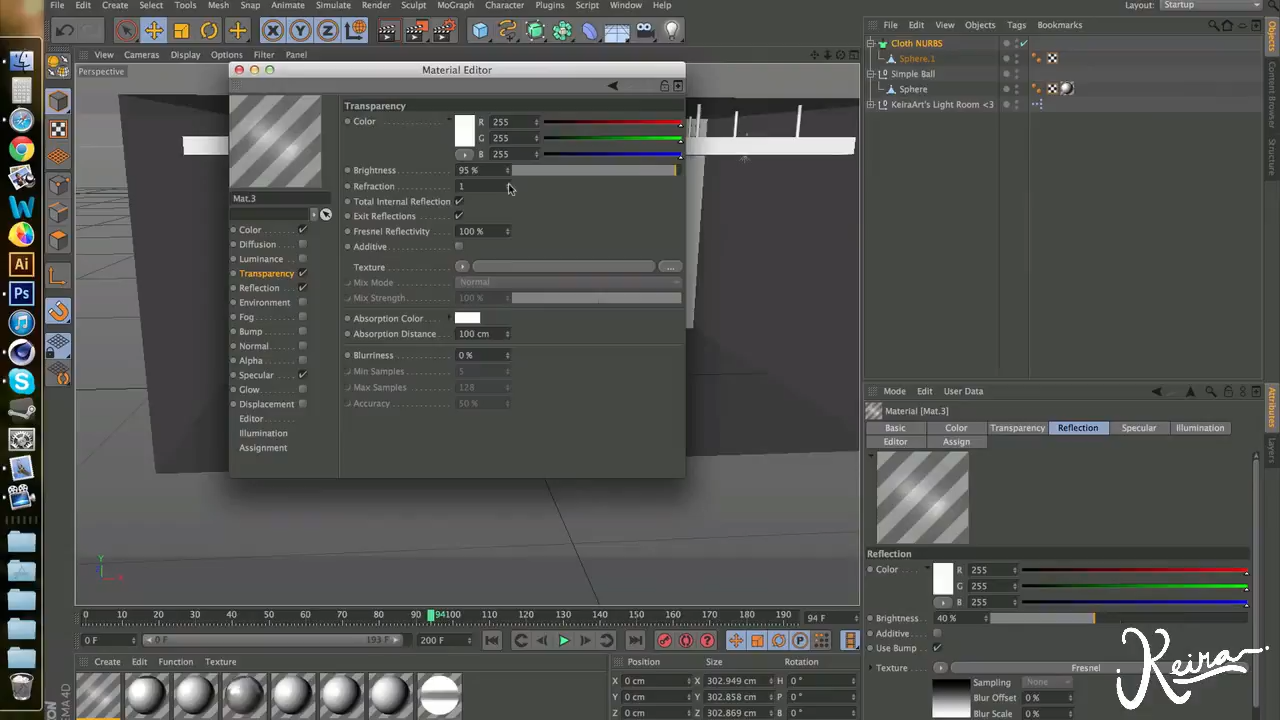 File Edit Create Select Tools Mesh Snap Animate Simulate Render Sculpt MoGraph Character Plugins Script Window Help
Layout: Startup
File Edit View Objects Tags Bookmarks
View Cameras Display Options Filter Panel
Perspective
Cloth NURBS
Sphere.1
Simple Ball
Sphere
KeiraArt's Light Room <3
Objects
Content Browser
Structure
Material Editor
Mat.3
Color
Diffusion
Luminance
Transparency
Reflection
Environment
Fog
Bump
Normal
Alpha
Specular
Glow
Displacement
Editor
Illumination
Assignment
Transparency
Color R 255
G 255
B 255
Brightness 95 %
Refraction 1
Total Internal Reflection
Exit Reflections
Fresnel Reflectivity 100 %
Additive
Texture ...
Mix Mode Normal
Mix Strength 100 %
Absorption Color
Absorption Distance 100 cm
Blurriness 0 %
Min Samples 5
Max Samples 128
Accuracy 50 %
Ai
Ps
Y
X
0 10 20 30 40 50 60 70 80 90 94100 110 120 130 140 150 160 170 180 190 94 F
0 F 0 F 193 F 200 F
Create Edit Function Texture
Position Size Rotation
X 0 cm X 302.949 cm H 0 °
Y 0 cm Y 302.858 cm P 0 °
Z 0 cm Z 302.869 cm B 0 °
Mode Edit User Data
Material [Mat.3]
Basic Color Transparency Reflection Specular Illumination
Editor Assign
Attributes
Layers
Reflection
Color R 255
G 255
B 255
Brightness 40 %
Additive
Use Bump
Texture Fresnel
Sampling None
Blur Offset 0 %
Blur Scale 0 %
Keira